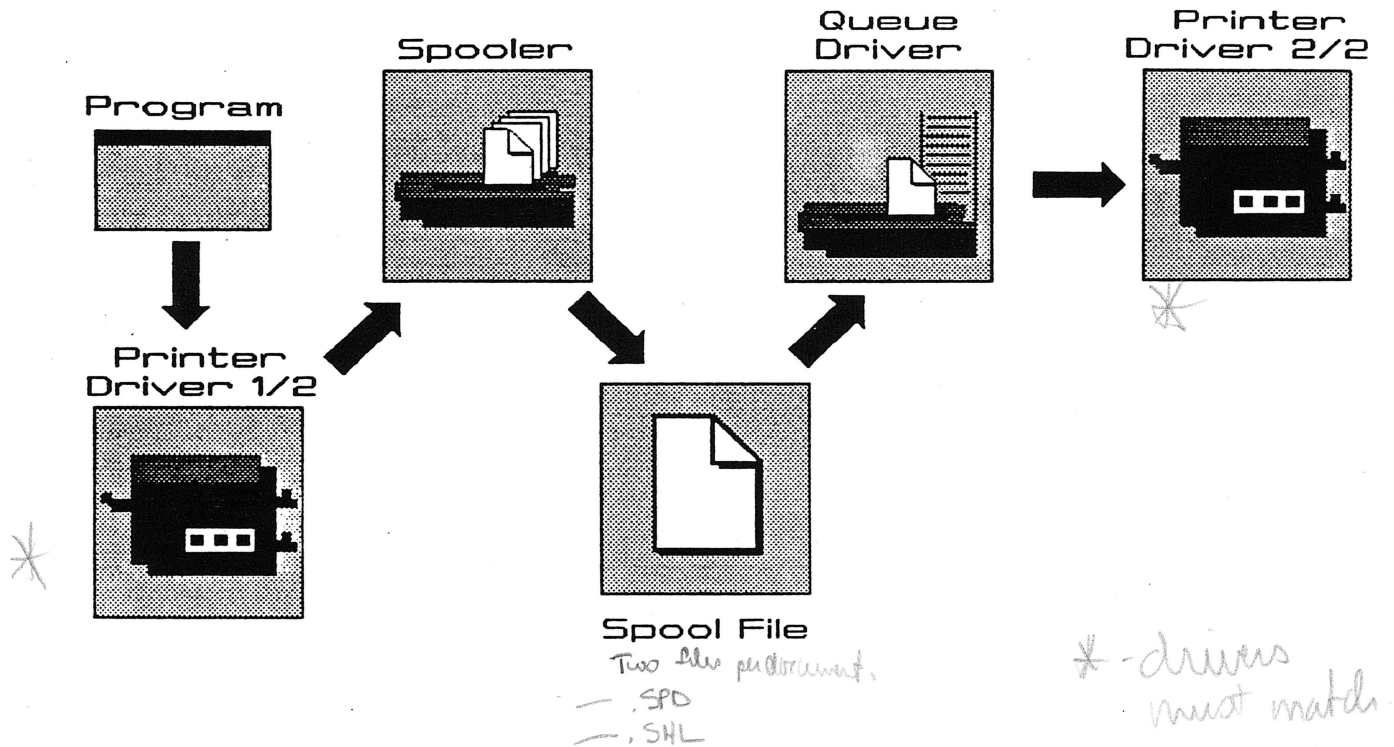 Program
Printer
Driver 1/2
Spooler
Spool File
Two files per document.
— .SPD
— .SHL
Queue
Driver
Printer
Driver 2/2
* - drivers
must match.